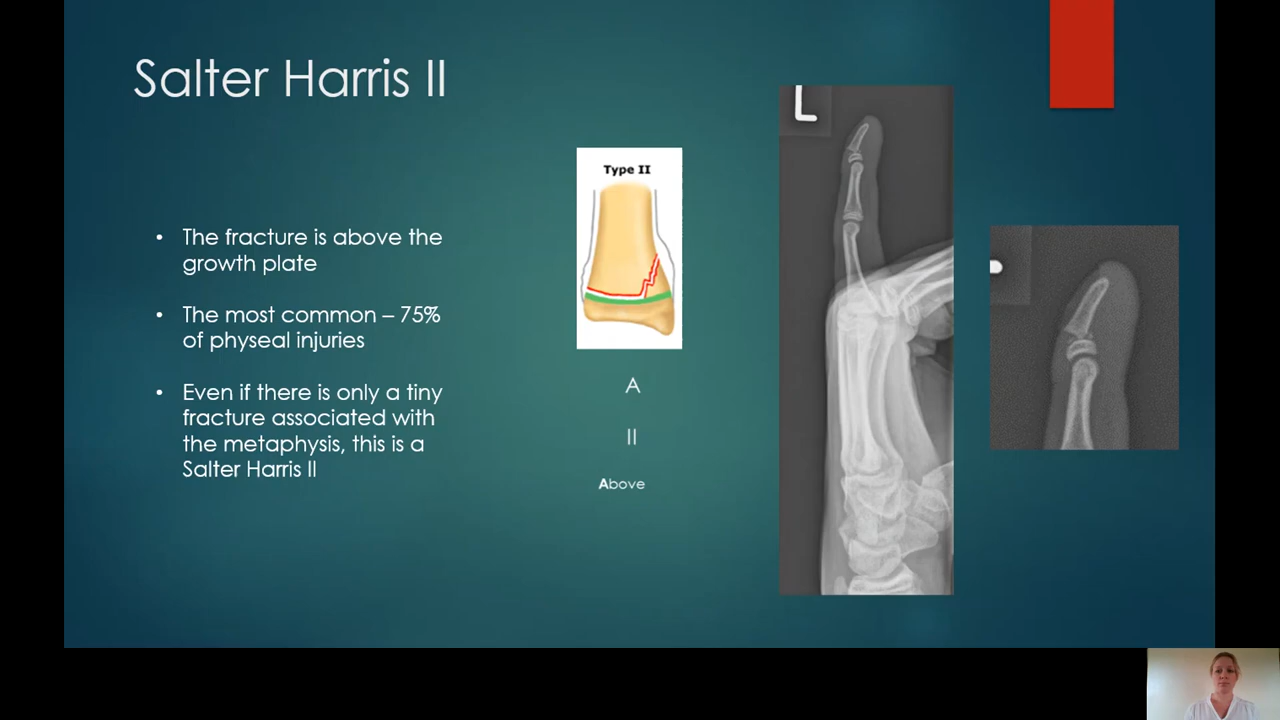 Salter Harris II
• The fracture is above the
growth plate
• The most common – 75%
of physeal injuries
• Even if there is only a tiny
fracture associated with
the metaphysis, this is a
Salter Harris II
Type II
A
II
Above
L